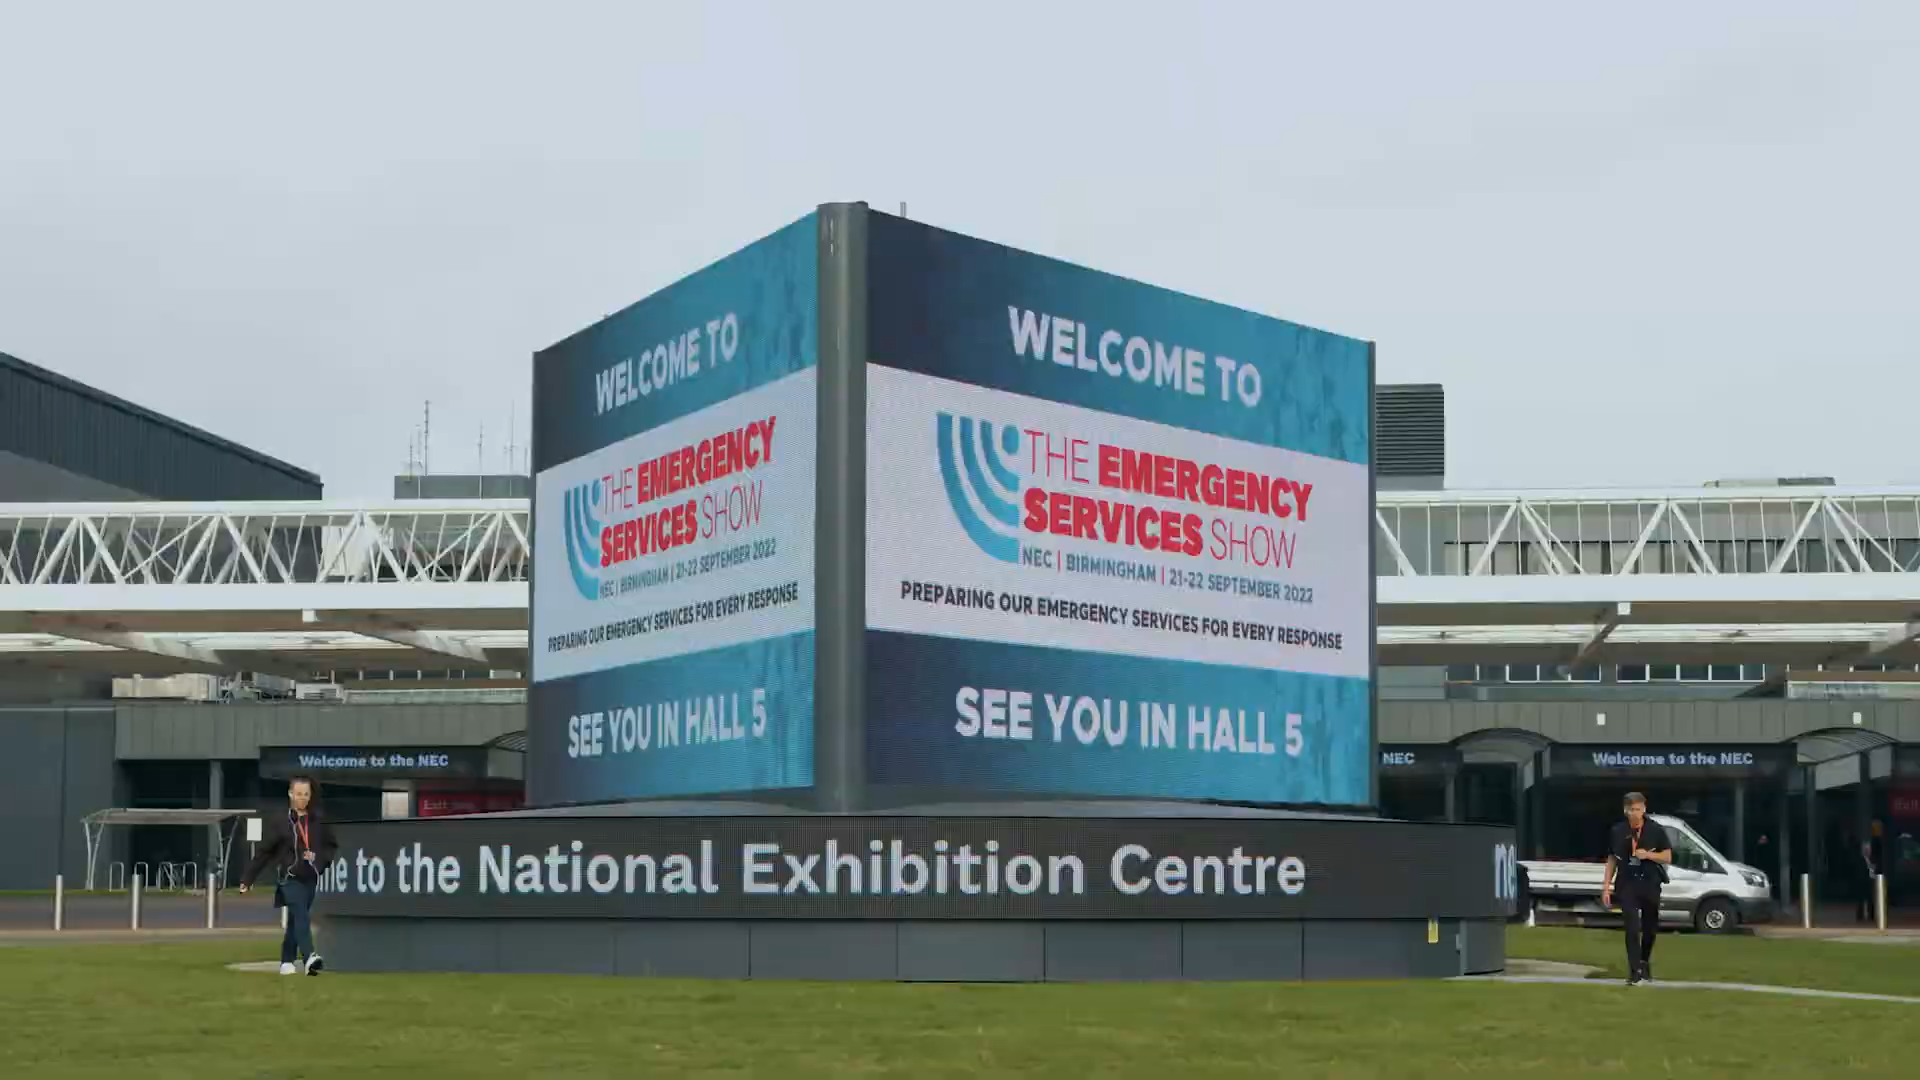 WELCOME TO
THE EMERGENCY
SERVICES SHOW
NEC | BIRMINGHAM | 21-22 SEPTEMBER 2022
PREPARING OUR EMERGENCY SERVICES FOR EVERY RESPONSE
SEE YOU IN HALL 5
WELCOME TO
THE EMERGENCY
SERVICES SHOW
NEC | BIRMINGHAM | 21-22 SEPTEMBER 2022
PREPARING OUR EMERGENCY SERVICES FOR EVERY RESPONSE
SEE YOU IN HALL 5
Welcome to the NEC
NEC
Welcome to the NEC
me to the National Exhibition Centre
ne